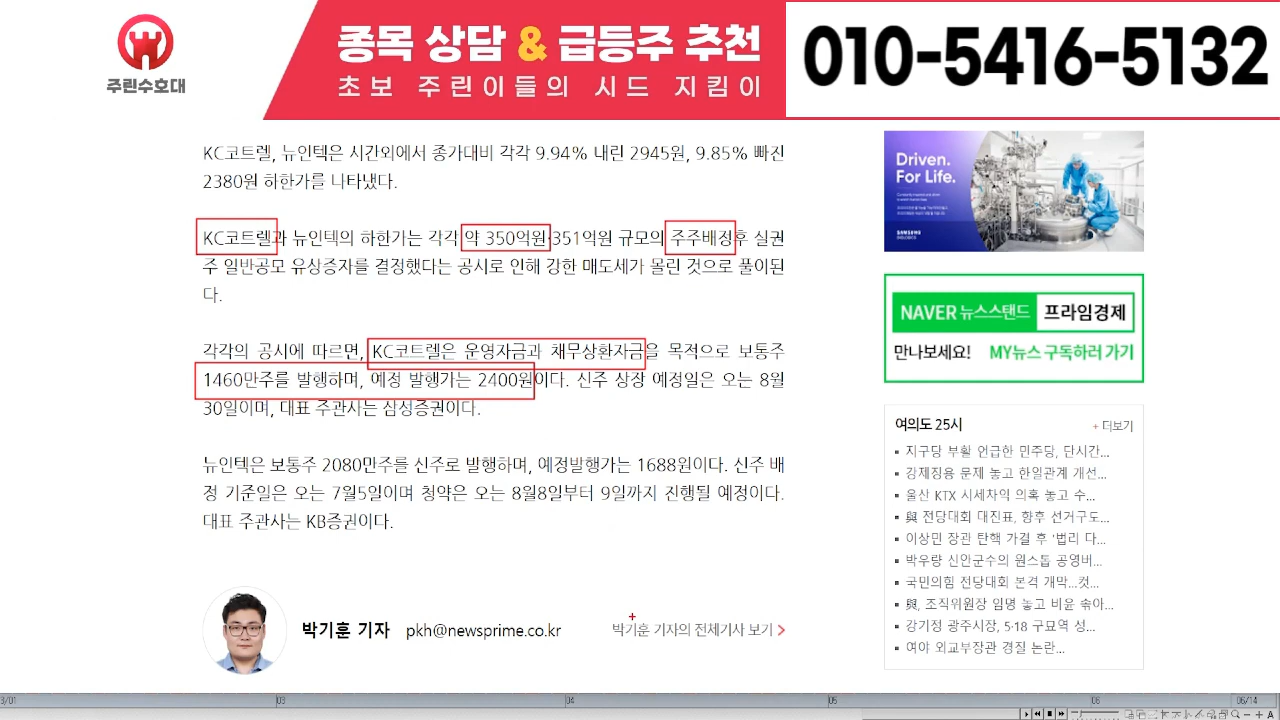 주린수호대
종목 상담 & 급등주 추천
초보 주린이들의 시드 지킴이
010-5416-5132
KC코트렐, 뉴인텍은 시간외에서 종가대비 각각 9.94% 내린 2945원, 9.85% 빠진
2380원 하한가를 나타냈다.
KC코트렐과 뉴인텍의 하한가는 각각 약 350억원, 351억원 규모의 주주배정후 실권
주 일반공모 유상증자를 결정했다는 공시로 인해 강한 매도세가 몰린 것으로 풀이된
다.
각각의 공시에 따르면, KC코트렐은 운영자금과 채무상환자금을 목적으로 보통주
1460만주를 발행하며, 예정 발행가는 2400원이다. 신주 상장 예정일은 오는 8월
30일이며, 대표 주관사는 삼성증권이다.
뉴인텍은 보통주 2080만주를 신주로 발행하며, 예정발행가는 1688원이다. 신주 배
정 기준일은 오는 7월5일이며 청약은 오는 8월8일부터 9일까지 진행될 예정이다.
대표 주관사는 KB증권이다.
박기훈 기자 pkh@newsprime.co.kr
박기훈 기자의 전체기사 보기 >
Driven.
For Life.
SAMSUNG
BIOLOGICS
NAVER 뉴스스탠드 프라임경제
만나보세요! MY뉴스 구독하러 가기
여의도 25시
+ 더보기
지구당 부활 언급한 민주당, 단시간...
강제징용 문제 놓고 한일관계 개선...
울산 KTX 시세차익 의혹 놓고 수...
與 전당대회 대진표, 향후 선거구도...
이상민 장관 탄핵 가결 후 '법리 다...
박우량 신안군수의 원스톱 공영버...
국민의힘 전당대회 본격 개막...컷...
與, 조직위원장 임명 놓고 비윤 솎아...
강기정 광주시장, 5·18 구묘역 성...
여야 외교부장관 경질 논란...
3/01
03
04
05
06
06/14